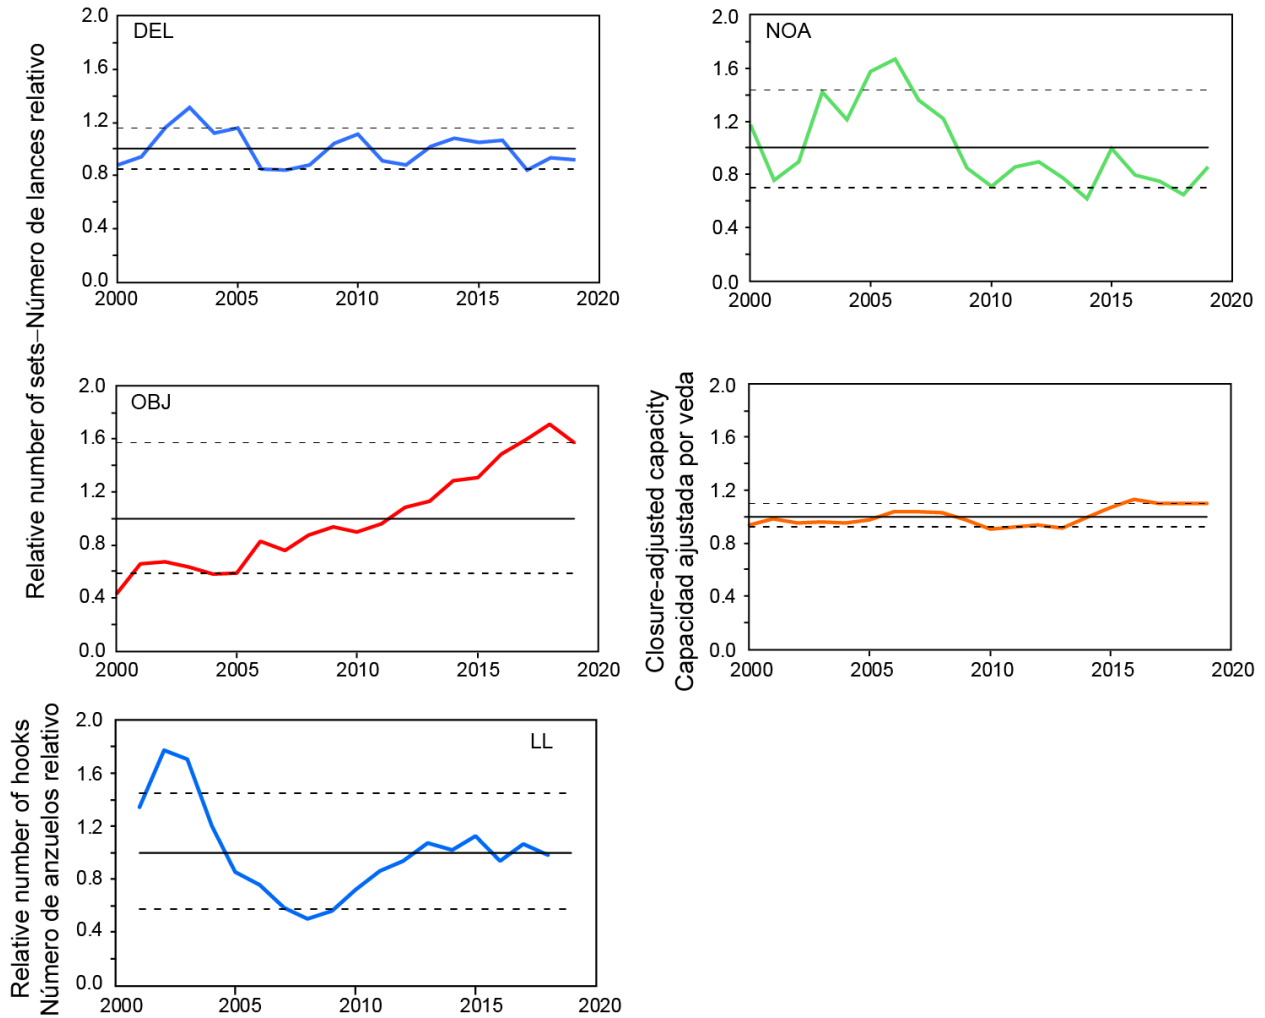 Relative number of sets–Número de lances relativo
DEL
2.0
1.6
1.2
0.8
0.4
0.0
2000 2005 2010 2015 2020
NOA
2.0
1.6
1.2
0.8
0.4
0.0
2000 2005 2010 2015 2020
OBJ
2.0
1.6
1.2
0.8
0.4
0.0
2000 2005 2010 2015 2020
Closure-adjusted capacity
Capacidad ajustada por veda
2.0
1.6
1.2
0.8
0.4
0.0
2000 2005 2010 2015 2020
Relative number of hooks
Número de anzuelos relativo
LL
2.0
1.6
1.2
0.8
0.4
0.0
2000 2005 2010 2015 2020